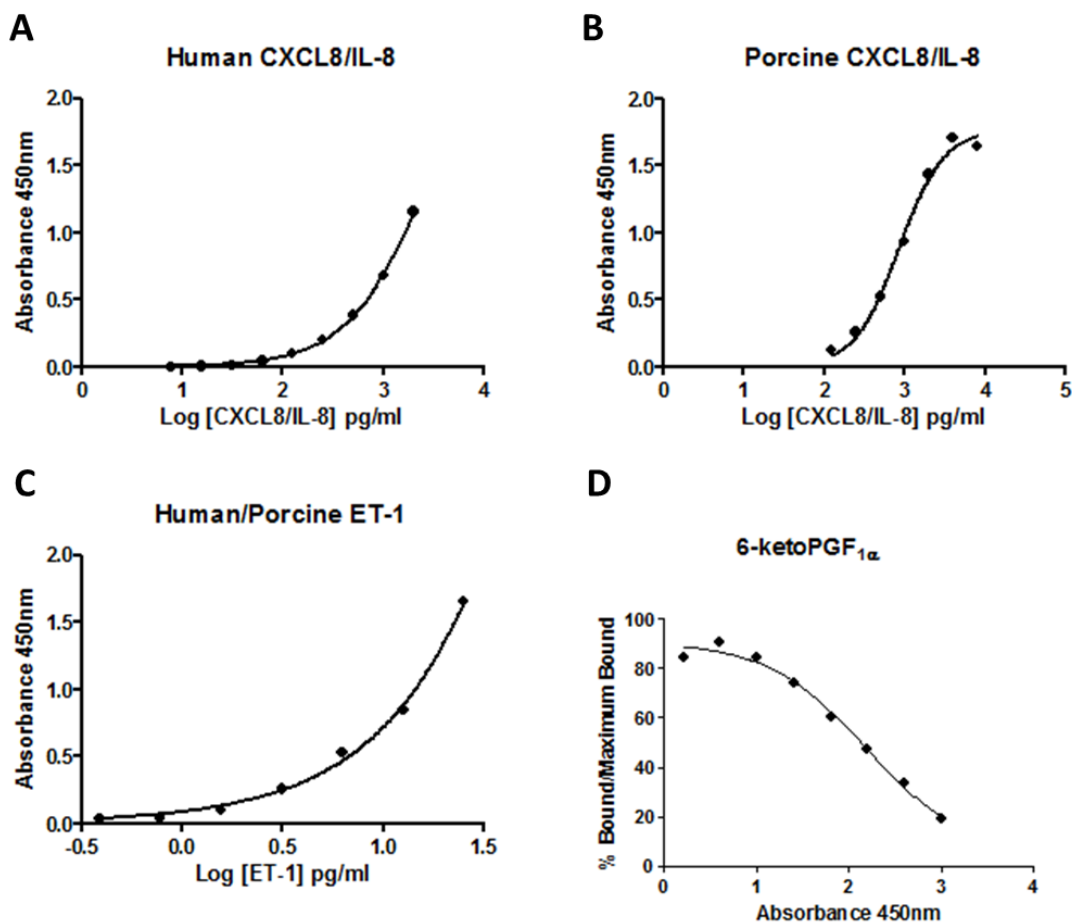 A
Human CXCL8/IL-8
Absorbance 450nm
2.0
1.5
1.0
0.5
0.0
0 1 2 3 4
Log [CXCL8/IL-8] pg/ml
B
Porcine CXCL8/IL-8
Absorbance 450nm
2.0
1.5
1.0
0.5
0.0
0 1 2 3 4 5
Log [CXCL8/IL-8] pg/ml
C
Human/Porcine ET-1
Absorbance 450nm
2.0
1.5
1.0
0.5
0.0
-0.5 0.0 0.5 1.0 1.5
Log [ET-1] pg/ml
D
6-ketoPGF1α
% Bound/Maximum Bound
100
80
60
40
20
0
0 1 2 3 4
Absorbance 450nm